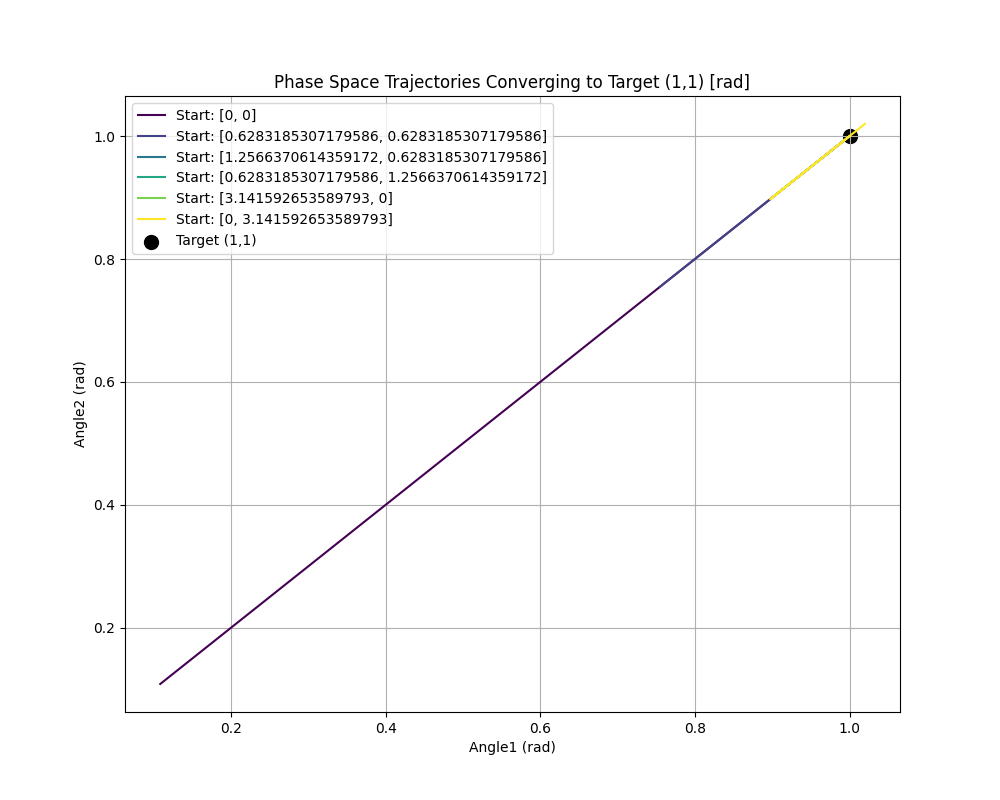 Phase Space Trajectories Converging to Target (1,1) [rad]
Start: [0, 0]
Start: [0.6283185307179586, 0.6283185307179586]
Start: [1.2566370614359172, 0.6283185307179586]
Start: [0.6283185307179586, 1.2566370614359172]
Start: [3.141592653589793, 0]
Start: [0, 3.141592653589793]
Target (1,1)
1.0
0.8
0.6
0.4
0.2
Angle2 (rad)
0.2 0.4 0.6 0.8 1.0
Angle1 (rad)